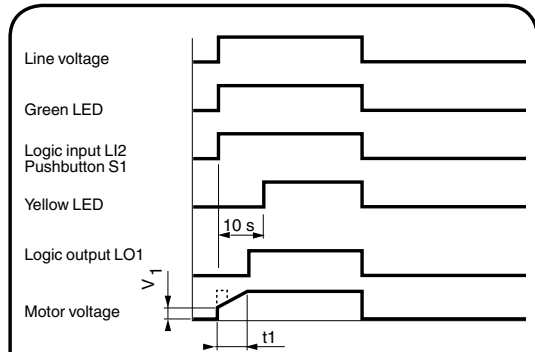 Line voltage
Green LED
Logic input LI2
Pushbutton S1
Yellow LED
10 s
Logic output LO1
V1
Motor voltage
t1